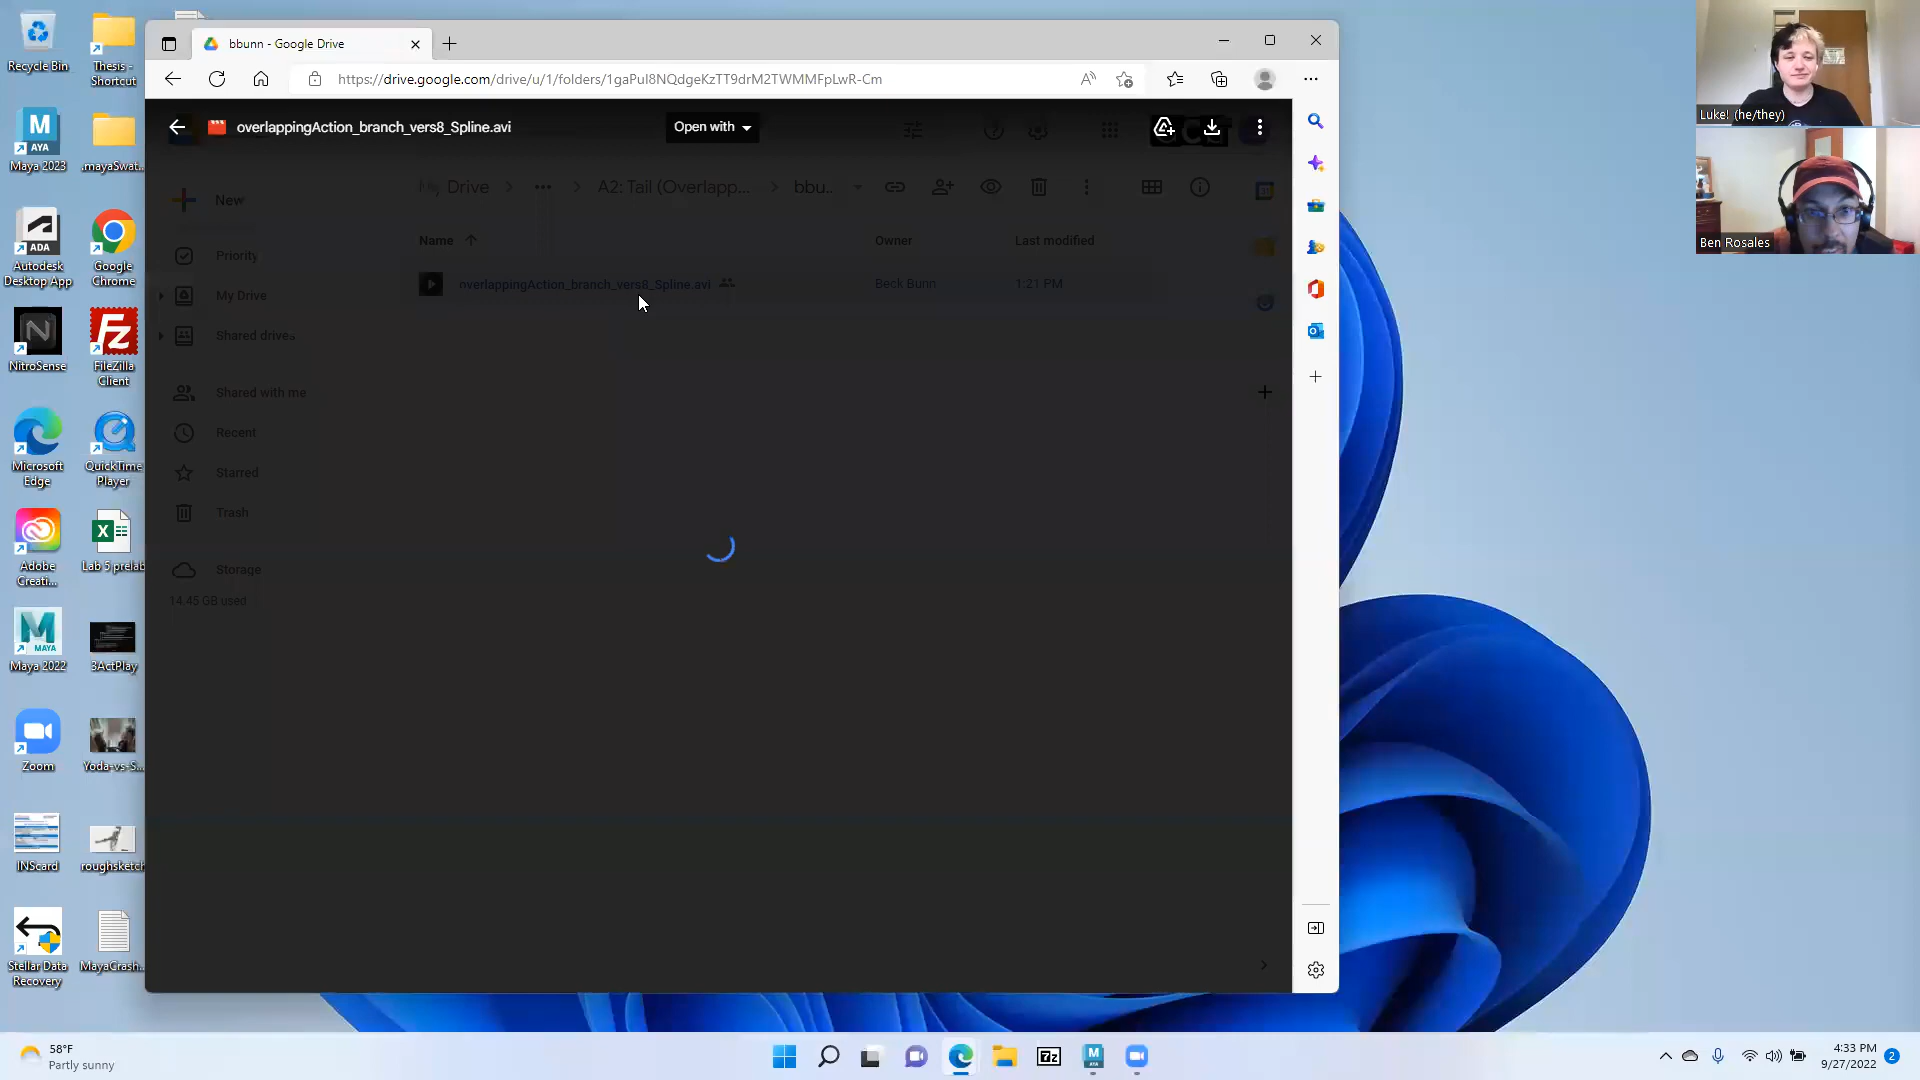 Recycle Bin
Thesis - Shortcut
Maya 2023
.mayaSwat...
Autodesk Desktop App
Google Chrome
NitroSense
FileZilla Client
Microsoft Edge
QuickTime Player
Adobe Creati...
Lab 5 prelab
Maya 2022
3ActPlay
Zoom
Yoda-vs-S...
INScard
roughsketch
Stellar Data Recovery
MayaCrash...
bbunn - Google Drive
https://drive.google.com/drive/u/1/folders/1gaPul8NQdgeKzTT9drM2TWMMFpLwR-Cm
overlappingAction_branch_vers8_Spline.avi
Open with
My Drive
A2: Tail (Overlapp...
bbu...
New
Name
Owner
Last modified
Priority
overlappingAction_branch_vers8_Spline.avi
Beck Bunn
1:21 PM
My Drive
Shared drives
Shared with me
Recent
Starred
Trash
Storage
14.45 GB used
Luke! (he/they)
Ben Rosales
58°F
Partly sunny
7z
4:33 PM
9/27/2022
2